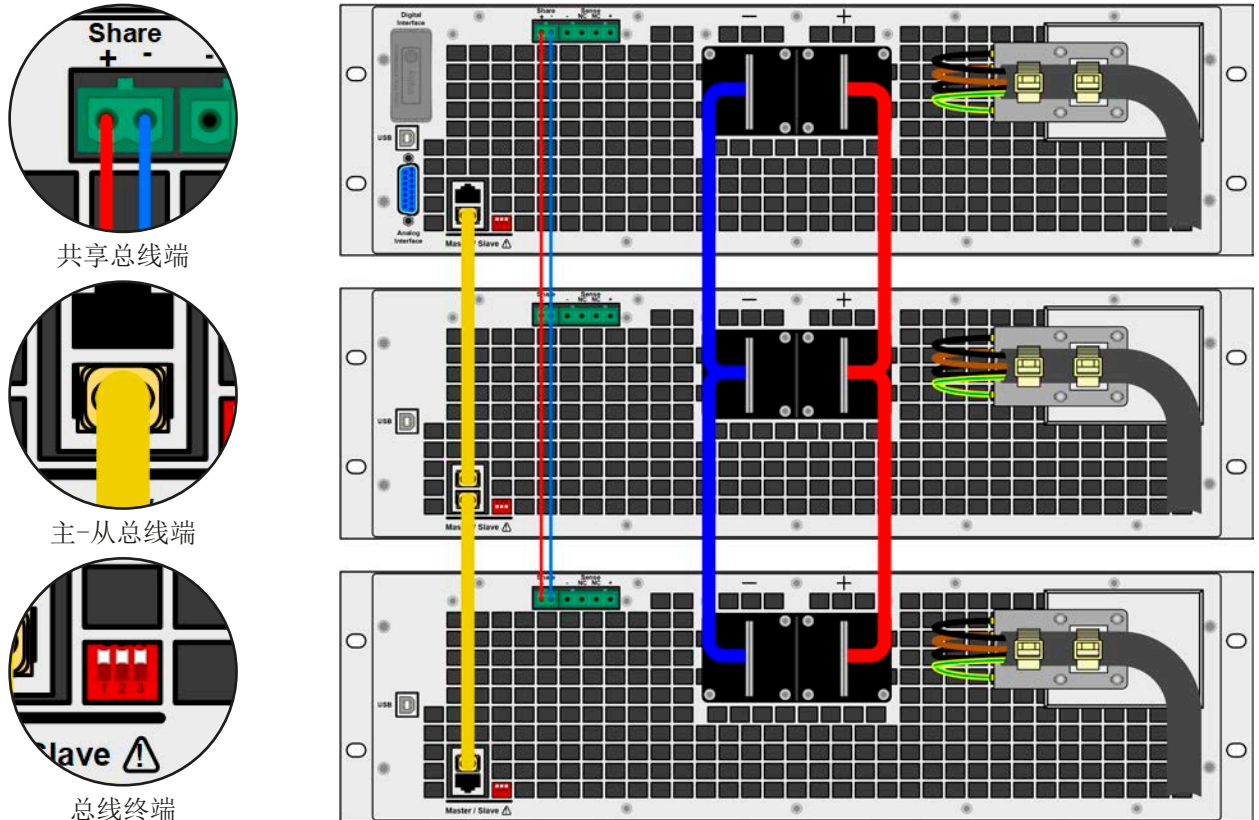 Share
+ -
共享总线端
主-从总线端
1 2 3
Slave ⚠
总线终端
Digital
Interface
Share
+ -
Sense
- NC NC +
− +
USB
Analog
Interface
Master / Slave ⚠
Share
Sense
- NC NC +
− +
USB
Master / Slave ⚠
Share
Sense
- NC NC +
− +
USB
Master / Slave ⚠